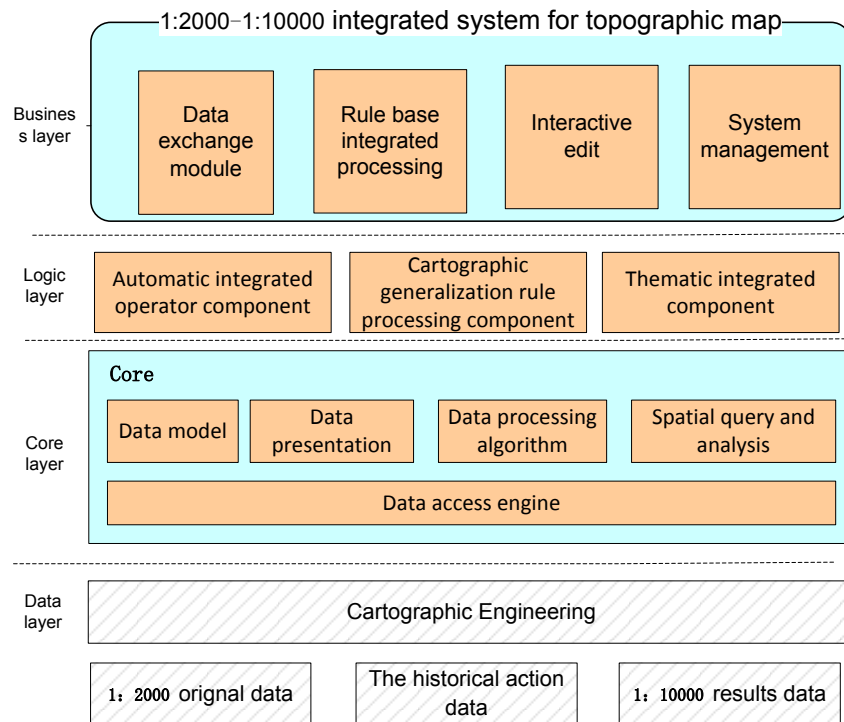 1:2000-1:10000 integrated system for topographic map
Busines
s layer
Data
exchange
module
Rule base
integrated
processing
Interactive
edit
System
management
Logic
layer
Automatic integrated
operator component
Cartographic
generalization rule
processing component
Thematic integrated
component
Core
layer
Core
Data model
Data
presentation
Data processing
algorithm
Spatial query and
analysis
Data access engine
Data
layer
Cartographic Engineering
1: 2000 orignal data
The historical action
data
1: 10000 results data